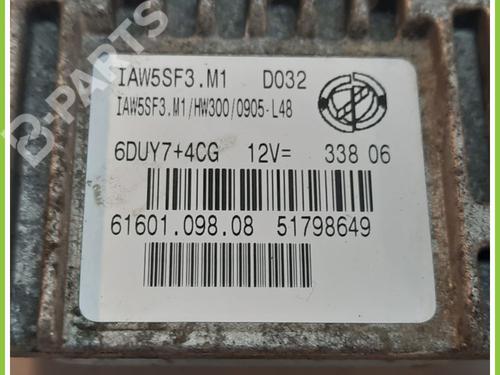 B-PARTS
IAW5SF3.M1 D032
IAW5SF3.M1/HW300/0905-L48
6DUY7+4CG 12V= 338 06
61601.098.08 51798649